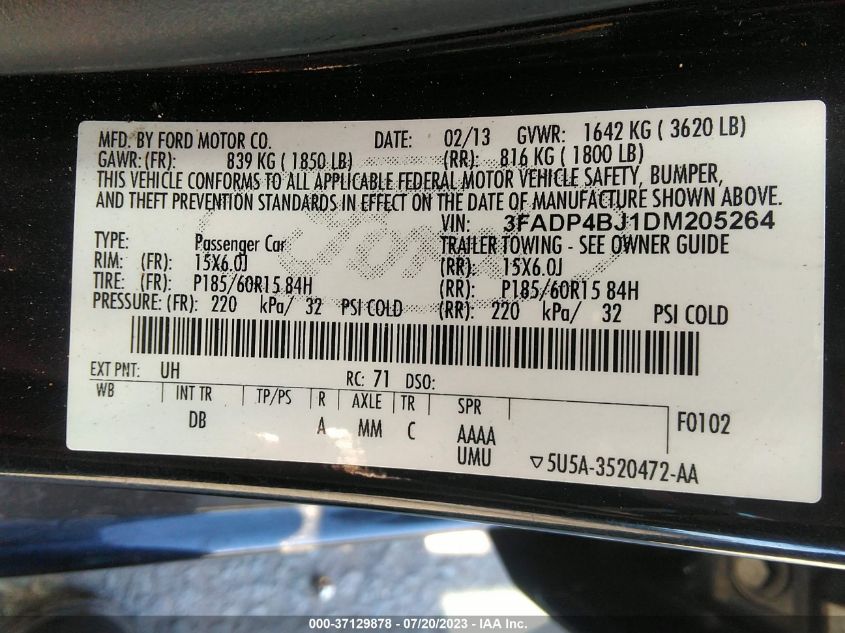 MFD. BY FORD MOTOR CO. DATE: 02/13 GVWR: 1642 KG ( 3620 LB)
GAWR: (FR): 839 KG ( 1850 LB) (RR): 816 KG ( 1800 LB)
THIS VEHICLE CONFORMS TO ALL APPLICABLE FEDERAL MOTOR VEHICLE SAFETY, BUMPER,
AND THEFT PREVENTION STANDARDS IN EFFECT ON THE DATE OF MANUFACTURE SHOWN ABOVE.
VIN: 3FADP4BJ1DM205264
TYPE: Passenger Car TRAILER TOWING - SEE OWNER GUIDE
RIM: (FR): 15X6.0J (RR): 15X6.0J
TIRE: (FR): P185/60R15 84H (RR): P185/60R15 84H
PRESSURE: (FR): 220 kPa/ 32 PSI COLD (RR): 220 kPa/ 32 PSI COLD
EXT PNT: UH RC: 71 DSO:
WB INT TR TP/PS R AXLE TR SPR F0102
DB A MM C AAAA
UMU ▽5U5A-3520472-AA
Ford
000-37129878 - 07/20/2023 - IAA Inc.